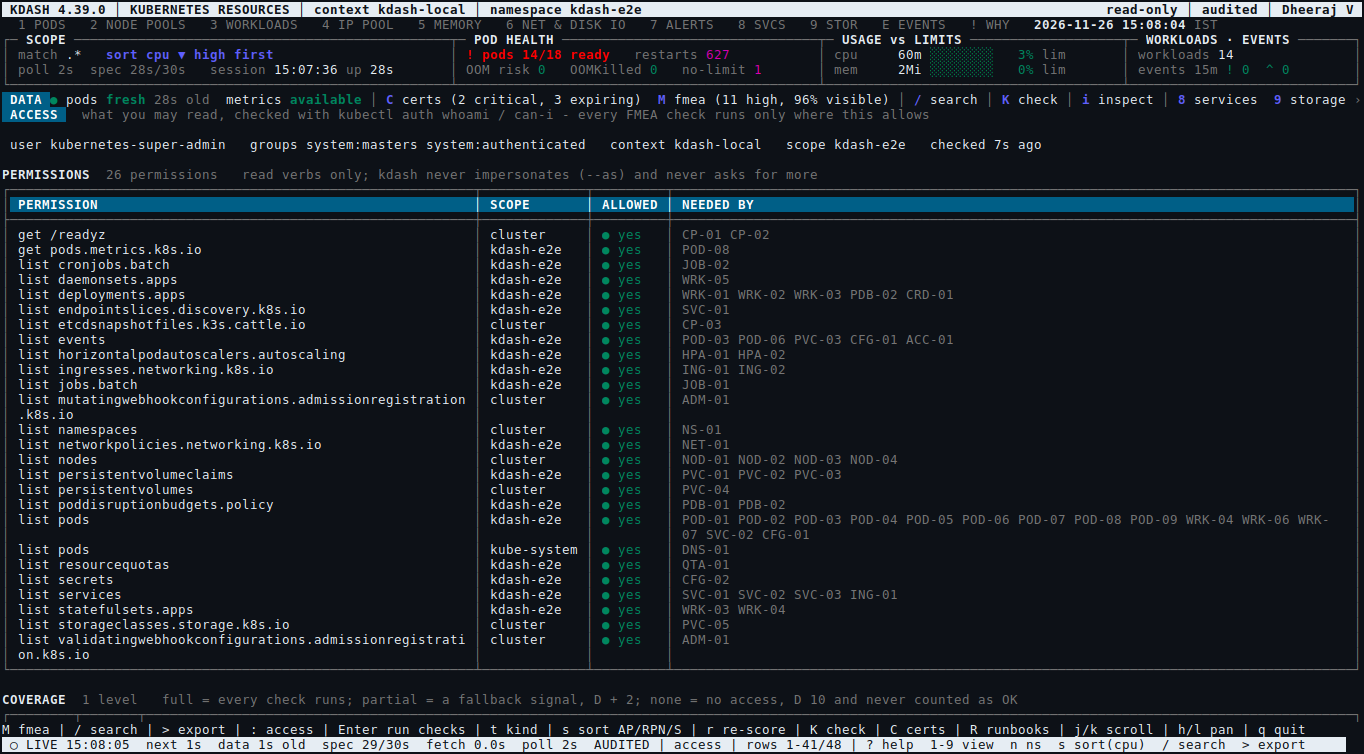 KDASH 4.39.0 │ KUBERNETES RESOURCES │ context kdash-local │ namespace kdash-e2e read-only │ audited │ Dheeraj V
1 PODS 2 NODE POOLS 3 WORKLOADS 4 IP POOL 5 MEMORY 6 NET & DISK IO 7 ALERTS 8 SVCS 9 STOR E EVENTS ! WHY 2026-11-26 15:08:04 IST
SCOPE POD HEALTH USAGE vs LIMITS WORKLOADS · EVENTS
match .* sort cpu ▼ high first ! pods 14/18 ready restarts 627 cpu 60m 3% lim workloads 14
poll 2s spec 28s/30s session 15:07:36 up 28s OOM risk 0 OOMKilled 0 no-limit 1 mem 2Mi 0% lim events 15m ! 0 ^ 0
DATA ● pods fresh 28s old metrics available │ C certs (2 critical, 3 expiring) M fmea (11 high, 96% visible) │ / search │ K check │ i inspect │ 8 services 9 storage ›
ACCESS what you may read, checked with kubectl auth whoami / can-i - every FMEA check runs only where this allows
user kubernetes-super-admin groups system:masters system:authenticated context kdash-local scope kdash-e2e checked 7s ago
PERMISSIONS 26 permissions read verbs only; kdash never impersonates (--as) and never asks for more
PERMISSION │ SCOPE │ ALLOWED │ NEEDED BY
get /readyz │ cluster │ ● yes │ CP-01 CP-02
get pods.metrics.k8s.io │ kdash-e2e │ ● yes │ POD-08
list cronjobs.batch │ kdash-e2e │ ● yes │ JOB-02
list daemonsets.apps │ kdash-e2e │ ● yes │ WRK-05
list deployments.apps │ kdash-e2e │ ● yes │ WRK-01 WRK-02 WRK-03 PDB-02 CRD-01
list endpointslices.discovery.k8s.io │ kdash-e2e │ ● yes │ SVC-01
list etcdsnapshotfiles.k3s.cattle.io │ cluster │ ● yes │ CP-03
list events │ kdash-e2e │ ● yes │ POD-03 POD-06 PVC-03 CFG-01 ACC-01
list horizontalpodautoscalers.autoscaling │ kdash-e2e │ ● yes │ HPA-01 HPA-02
list ingresses.networking.k8s.io │ kdash-e2e │ ● yes │ ING-01 ING-02
list jobs.batch │ kdash-e2e │ ● yes │ JOB-01
list mutatingwebhookconfigurations.admissionregistration │ cluster │ ● yes │ ADM-01
.k8s.io
list namespaces │ cluster │ ● yes │ NS-01
list networkpolicies.networking.k8s.io │ kdash-e2e │ ● yes │ NET-01
list nodes │ cluster │ ● yes │ NOD-01 NOD-02 NOD-03 NOD-04
list persistentvolumeclaims │ kdash-e2e │ ● yes │ PVC-01 PVC-02 PVC-03
list persistentvolumes │ cluster │ ● yes │ PVC-04
list poddisruptionbudgets.policy │ kdash-e2e │ ● yes │ PDB-01 PDB-02
list pods │ kdash-e2e │ ● yes │ POD-01 POD-02 POD-03 POD-04 POD-05 POD-06 POD-07 POD-08 POD-09 WRK-04 WRK-06 WRK-
07 SVC-02 CFG-01
list pods │ kube-system │ ● yes │ DNS-01
list resourcequotas │ kdash-e2e │ ● yes │ QTA-01
list secrets │ kdash-e2e │ ● yes │ CFG-02
list services │ kdash-e2e │ ● yes │ SVC-01 SVC-02 SVC-03 ING-01
list statefulsets.apps │ kdash-e2e │ ● yes │ WRK-03 WRK-04
list storageclasses.storage.k8s.io │ cluster │ ● yes │ PVC-05
list validatingwebhookconfigurations.admissionregistrati │ cluster │ ● yes │ ADM-01
on.k8s.io
COVERAGE 1 level full = every check runs; partial = a fallback signal, D + 2; none = no access, D 10 and never counted as OK
M fmea | / search | > export | : access | Enter run checks | t kind | s sort AP/RPN/S | r re-score | K check | C certs | R runbooks | j/k scroll | h/l pan | q quit
○ LIVE 15:08:05 next 1s data 1s old spec 29/30s fetch 0.0s poll 2s AUDITED | access | rows 1-41/48 | ? help 1-9 view n ns s sort(cpu) / search > export